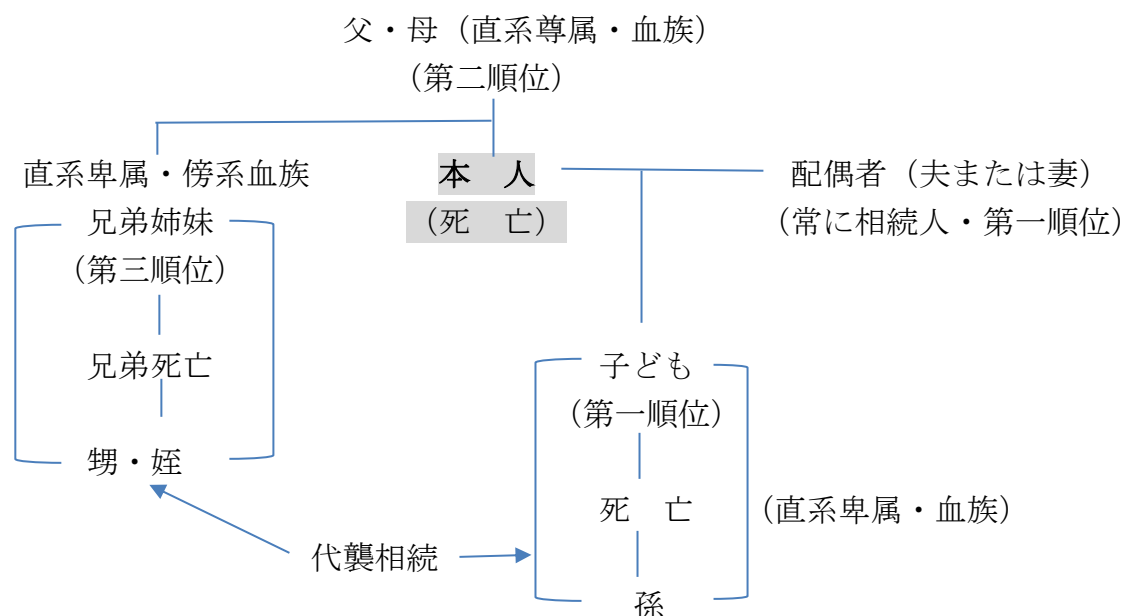 父・母（直系尊属・血族）
（第二順位）
直系卑属・傍系血族
本　人
配偶者（夫または妻）
兄弟姉妹
（死　亡）
（常に相続人・第一順位）
（第三順位）
兄弟死亡
子ども
（第一順位）
甥・姪
死　亡
（直系卑属・血族）
代襲相続
孫